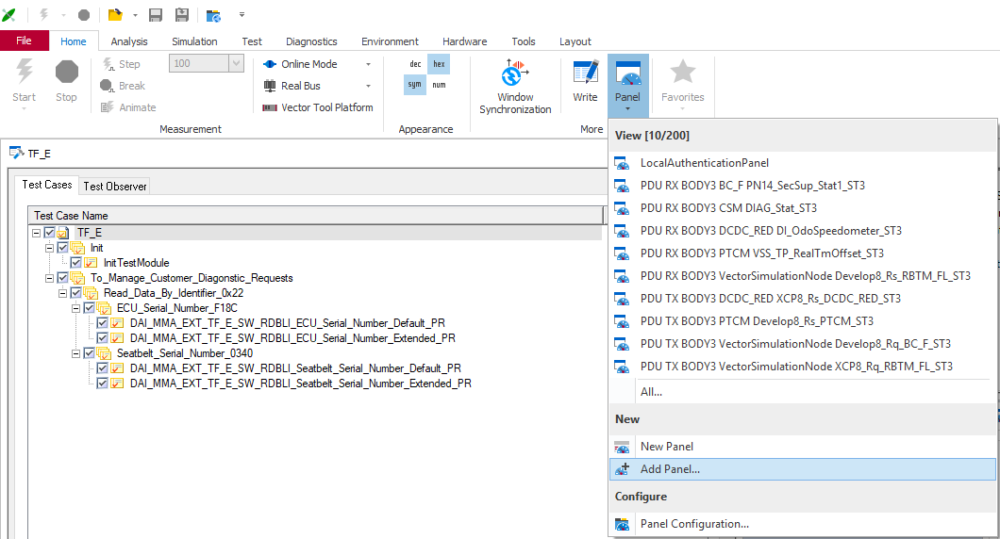 File Home Analysis Simulation Test Diagnostics Environment Hardware Tools Layout
Start
Stop
Step
Break
Animate
100
Measurement
Online Mode
Real Bus
Vector Tool Platform
dec hex
sym num
Appearance
Window
Synchronization
Write
More
Panel
Favorites
TF_E
Test Cases Test Observer
Test Case Name
TF_E
Init
InitTestModule
To_Manage_Customer_Diagonstic_Requests
Read_Data_By_Identifier_0x22
ECU_Serial_Number_F18C
DAI_MMA_EXT_TF_E_SW_RDBLI_ECU_Serial_Number_Default_PR
DAI_MMA_EXT_TF_E_SW_RDBLI_ECU_Serial_Number_Extended_PR
Seatbelt_Serial_Number_0340
DAI_MMA_EXT_TF_E_SW_RDBLI_Seatbelt_Serial_Number_Default_PR
DAI_MMA_EXT_TF_E_SW_RDBLI_Seatbelt_Serial_Number_Extended_PR
View [10/200]
LocalAuthenticationPanel
PDU RX BODY3 BC_F PN14_SecSup_Stat1_ST3
PDU RX BODY3 CSM DIAG_Stat_ST3
PDU RX BODY3 DCDC_RED DI_OdoSpeedometer_ST3
PDU RX BODY3 PTCM VSS_TP_RealTmOffset_ST3
PDU RX BODY3 VectorSimulationNode Develop8_Rs_RBTM_FL_ST3
PDU TX BODY3 DCDC_RED XCP8_Rs_DCDC_RED_ST3
PDU TX BODY3 PTCM Develop8_Rs_PTCM_ST3
PDU TX BODY3 VectorSimulationNode Develop8_Rq_BC_F_ST3
PDU TX BODY3 VectorSimulationNode XCP8_Rq_RBTM_FL_ST3
All...
New
New Panel
Add Panel...
Configure
Panel Configuration...